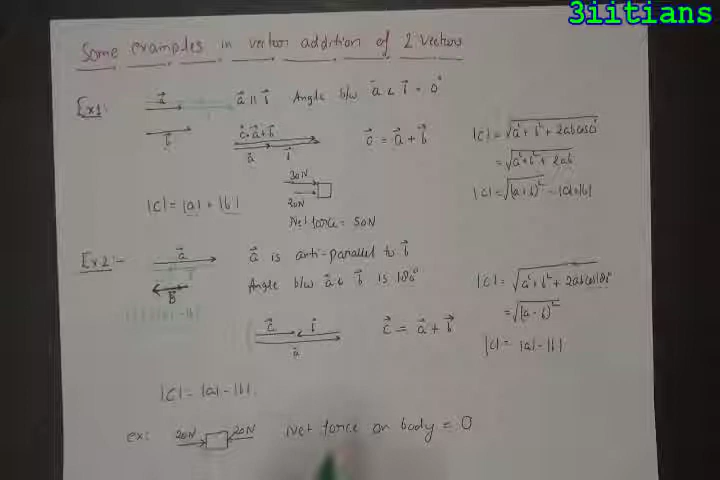 3iitians
Some examples in vector addition of 2 vectors
Ex1:
a⃗
a⃗ || b⃗ Angle b/w a⃗ & b⃗ = 0°
b⃗
c⃗ = a⃗ + b⃗
a⃗ b⃗
c⃗ = a⃗ + b⃗
|c| = √(a² + b² + 2ab cos 0°)
= √(a² + b² + 2ab)
|c| = √(a+b)² = |a| + |b|
|c| = |a| + |b|
30N
20N
Net force = 50N
Ex2:-
a⃗
a⃗ is anti-parallel to b⃗
b⃗
Angle b/w a⃗ & b⃗ is 180°
c⃗ b⃗
a⃗
c⃗ = a⃗ + b⃗
|c| = √(a² + b² + 2ab cos 180°)
= √(a - b)²
|c| = |a| - |b|
|c| = |a| - |b|
ex: 20N 20N Net force on body = 0